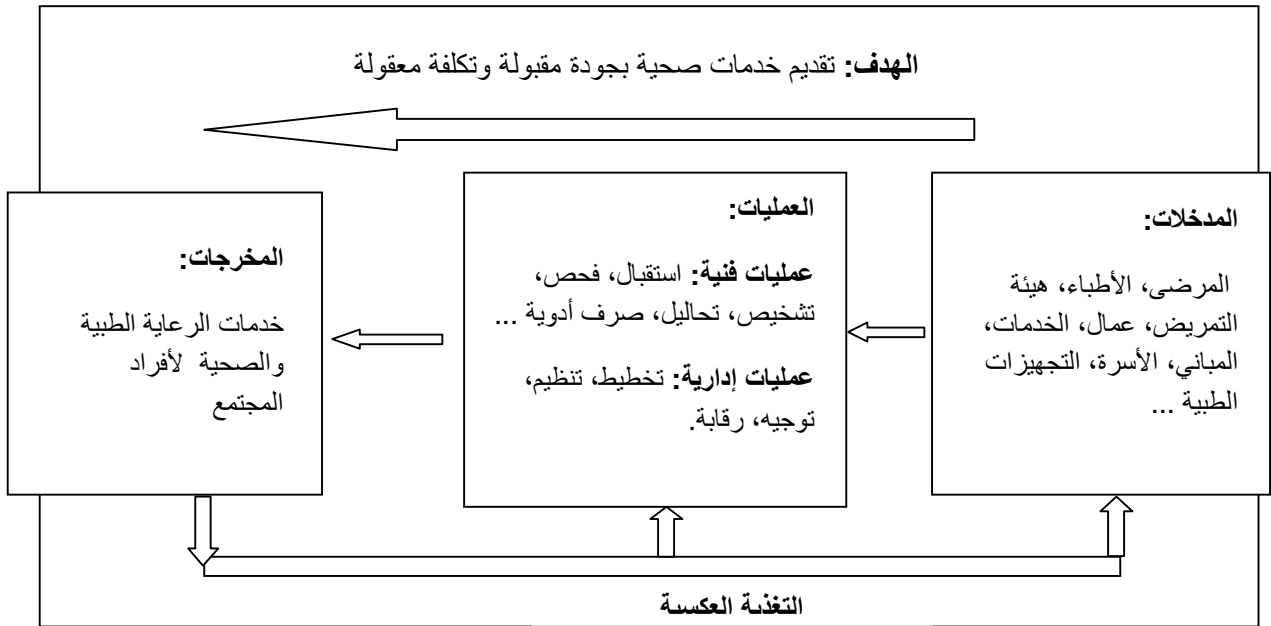 الهدف: تقديم خدمات صحية بجودة مقبولة وتكلفة معقولة
المدخلات:
المرضى، الأطباء، هيئة
التمريض، عمال، الخدمات،
المباني، الأسرة، التجهيزات
الطبية ...
العمليات:
عمليات فنية: استقبال، فحص،
تشخيص، تحاليل، صرف أدوية ...
عمليات إدارية: تخطيط، تنظيم،
توجيه، رقابة.
المخرجات:
خدمات الرعاية الطبية
والصحية لأفراد
المجتمع
التغذية العكسية